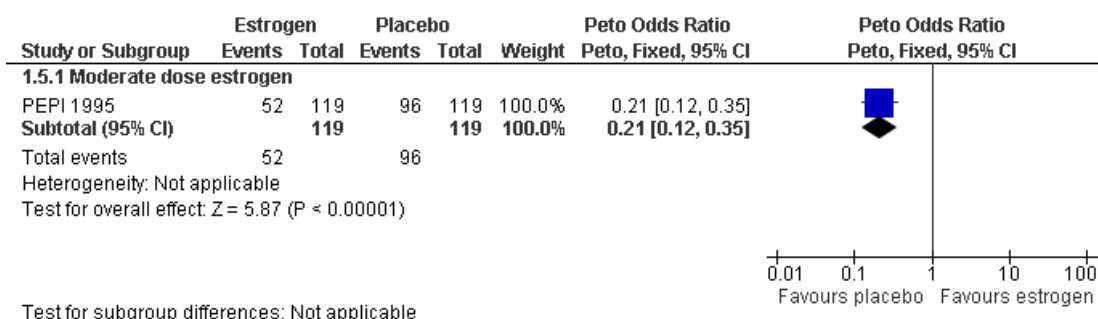 Estrogen Placebo Peto Odds Ratio Peto Odds Ratio
Study or Subgroup Events Total Events Total Weight Peto, Fixed, 95% CI Peto, Fixed, 95% CI
1.5.1 Moderate dose estrogen
PEPI 1995 52 119 96 119 100.0% 0.21 [0.12, 0.35]
Subtotal (95% CI) 119 119 100.0% 0.21 [0.12, 0.35]
Total events 52 96
Heterogeneity: Not applicable
Test for overall effect: Z = 5.87 (P < 0.00001)
0.01 0.1 1 10 100
Favours placebo Favours estrogen
Test for subgroup differences: Not applicable